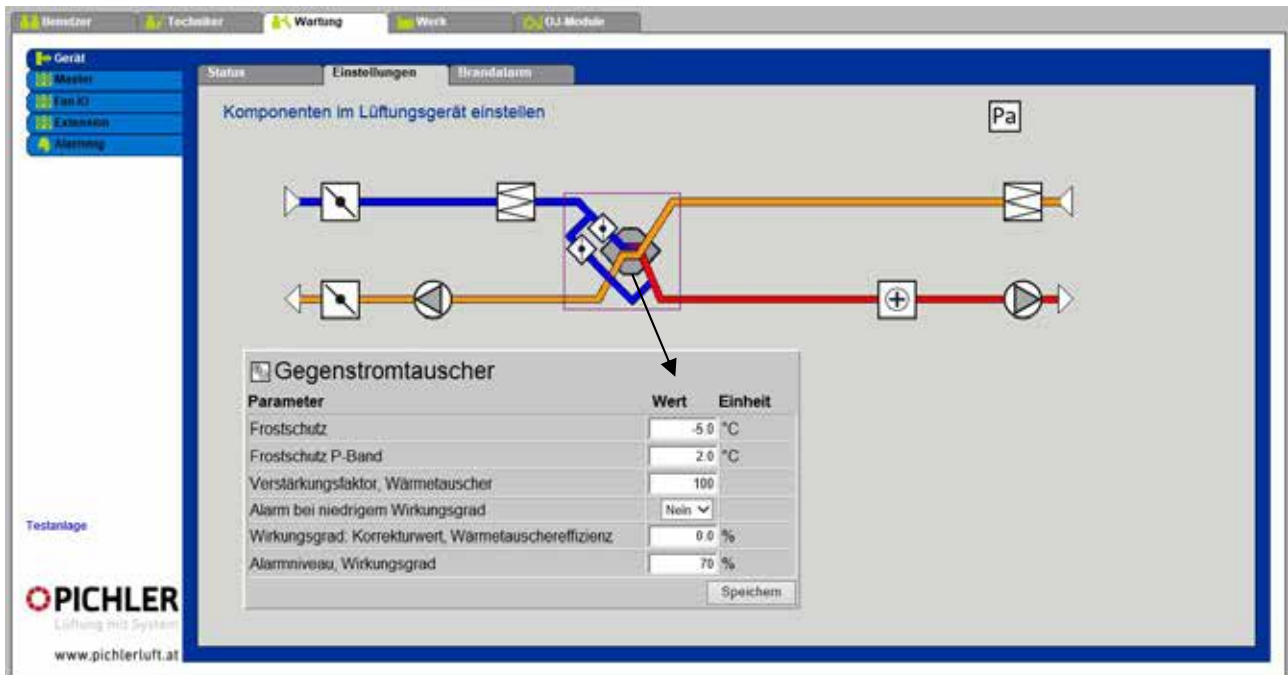 Benutzer Techniker Wartung Werk OJ-Module
Gerät
Master
Fan IO
Extension
Alarming
Status Einstellungen Brandalarm
Komponenten im Lüftungsgerät einstellen
Pa
Gegenstromtauscher
Parameter Wert Einheit
Frostschutz -5.0 °C
Frostschutz P-Band 2.0 °C
Verstärkungsfaktor, Wärmetauscher 100
Alarm bei niedrigem Wirkungsgrad Nein
Wirkungsgrad: Korrekturwert, Wärmetauschereffizienz 0.0 %
Alarmniveau, Wirkungsgrad 70 %
Speichern
Testanlage
PICHLER
Lüftung mit System
www.pichlerluft.at